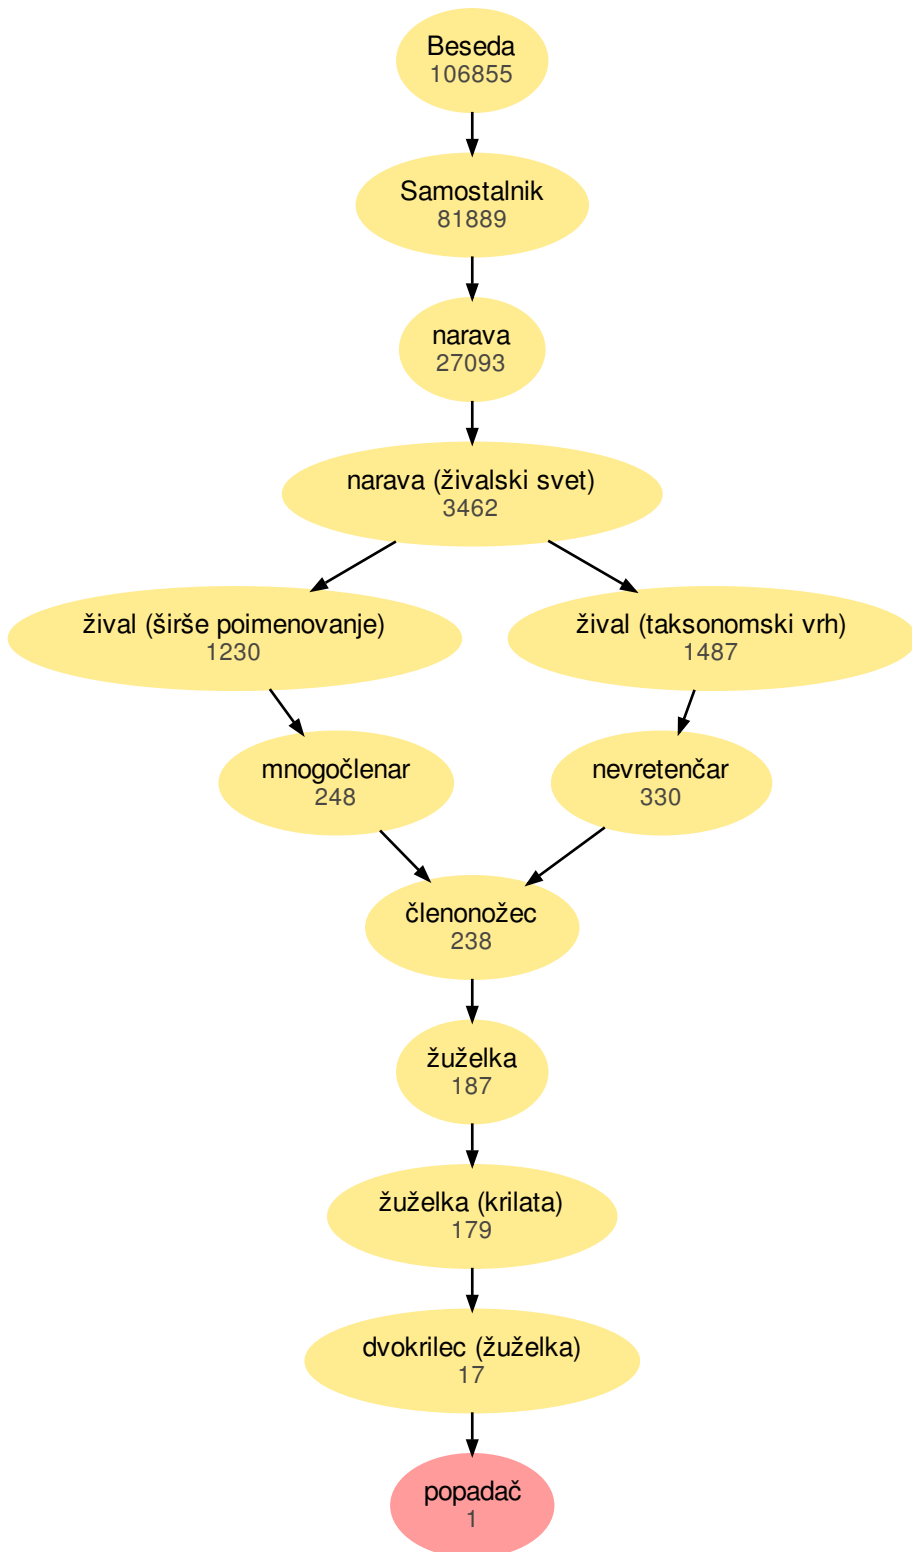 Beseda
106855
Samostalnik
81889
narava
27093
narava (živalski svet)
3462
žival (širše poimenovanje)
1230
žival (taksonomski vrh)
1487
mnogočlenar
248
nevretenčar
330
členonožec
238
žuželka
187
žuželka (krilata)
179
dvokrilec (žuželka)
17
popadač
1